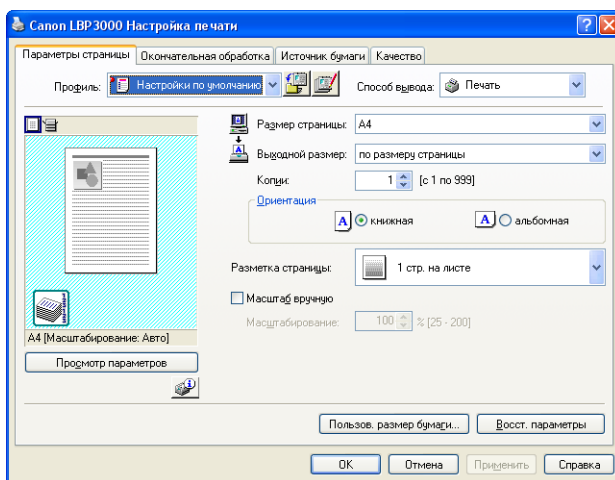 Canon LBP3000 Настройка печати
Параметры страницы Окончательная обработка Источник бумаги Качество
Профиль: Настройки по умолчанию Способ вывода: Печать
Размер страницы: A4
Выходной размер: по размеру страницы
Копии: 1 [с 1 по 999]
Ориентация
A книжная A альбомная
Разметка страницы: 1 стр. на листе
Масштаб вручную
Масштабирование: 100 % [25 - 200]
A4 [Масштабирование: Авто]
Просмотр параметров
Пользов. размер бумаги... Восст. параметры
OK Отмена Применить Справка